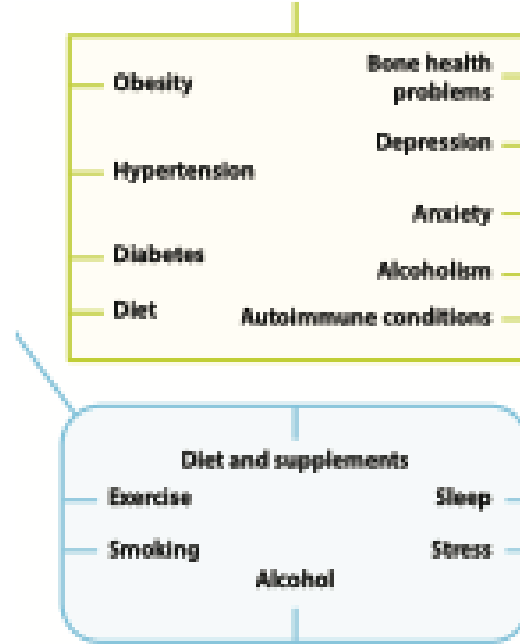 Obesity
Bone health
problems
Hypertension
Depression
Anxiety
Diabetes
Alcoholism
Diet
Autoimmune conditions
Diet and supplements
Exercise
Sleep
Smoking
Stress
Alcohol